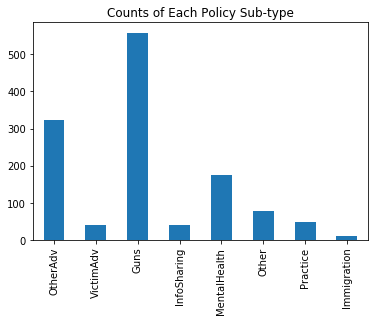 Counts of Each Policy Sub-type
500
400
300
200
100
0
OtherAdv
VictimAdv
Guns
InfoSharing
MentalHealth
Other
Practice
Immigration